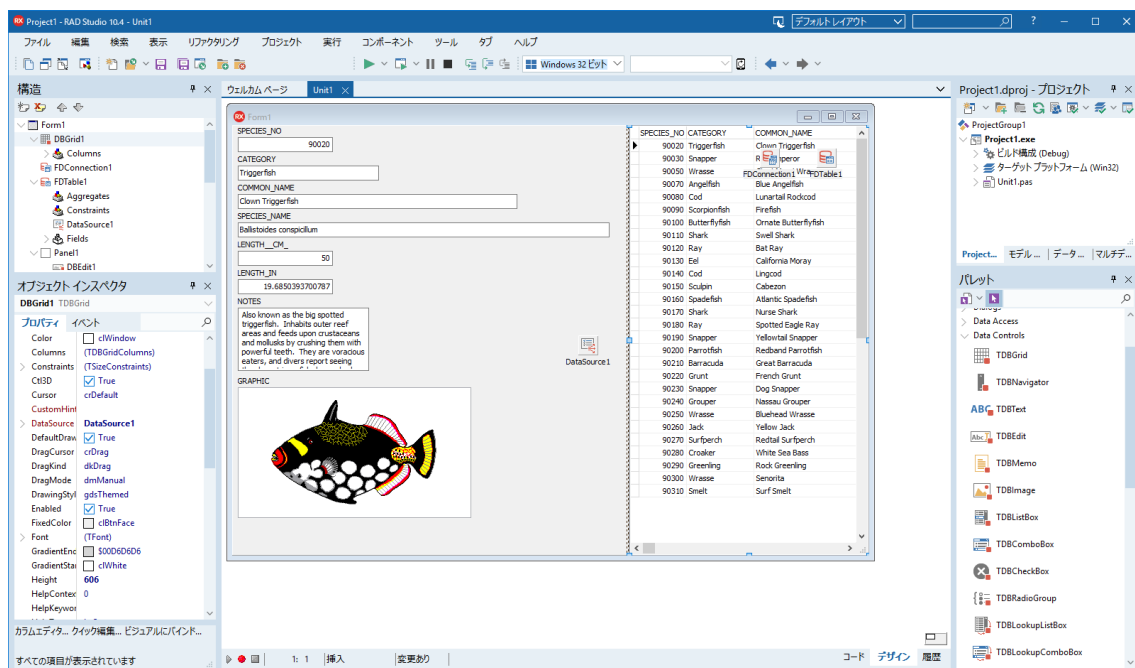 Project1 - RAD Studio 10.4 - Unit1
デフォルト レイアウト
ファイル 編集 検索 表示 リファクタリング プロジェクト 実行 コンポーネント ツール タブ ヘルプ
Windows 32 ビット
構造
Form1
DBGrid1
Columns
FDConnection1
FDTable1
Aggregates
Constraints
DataSource1
Fields
Panel1
DBEdit1
オブジェクト インスペクタ
DBGrid1 TDBGrid
プロパティ イベント
Color clWindow
Columns (TDBGridColumns)
Constraints (TSizeConstraints)
Ctl3D True
Cursor crDefault
CustomHint
DataSource DataSource1
DefaultDraw True
DragCursor crDrag
DragKind dkDrag
DragMode dmManual
DrawingStyl gdsThemed
Enabled True
FixedColor clBtnFace
Font (TFont)
GradientEnc $00D6D6D6
GradientStar clWhite
Height 606
HelpContex 0
HelpKeywor
カラムエディタ... クイック編集... ビジュアルにバインド...
すべての項目が表示されています
ウェルカム ページ Unit1
Form1
SPECIES_NO
90020
CATEGORY
Triggerfish
COMMON_NAME
Clown Triggerfish
SPECIES_NAME
Ballistoides conspicillum
LENGTH__CM_
50
LENGTH_IN
19.6850393700787
NOTES
Also known as the big spotted
triggerfish. Inhabits outer reef
areas and feeds upon crustaceans
and mollusks by crushing them with
powerful teeth. They are voracious
eaters, and divers report seeing
GRAPHIC
DataSource1
SPECIES_NO CATEGORY COMMON_NAME
90020 Triggerfish Clown Triggerfish
90030 Snapper
FDConnection1 FDTable1
90050 Wrasse
90070 Angelfish Blue Angelfish
90080 Cod Lunartail Rockcod
90090 Scorpionfish Firefish
90100 Butterflyfish Ornate Butterflyfish
90110 Shark Swell Shark
90120 Ray Bat Ray
90130 Eel California Moray
90140 Cod Lingcod
90150 Sculpin Cabezon
90160 Spadefish Atlantic Spadefish
90170 Shark Nurse Shark
90180 Ray Spotted Eagle Ray
90190 Snapper Yellowtail Snapper
90200 Parrotfish Redband Parrotfish
90210 Barracuda Great Barracuda
90220 Grunt French Grunt
90230 Snapper Dog Snapper
90240 Grouper Nassau Grouper
90250 Wrasse Bluehead Wrasse
90260 Jack Yellow Jack
90270 Surfperch Redtail Surfperch
90280 Croaker White Sea Bass
90290 Greenling Rock Greenling
90300 Wrasse Senorita
90310 Smelt Surf Smelt
1: 1 挿入 変更あり
コード デザイン 履歴
Project1.dproj - プロジェクト
ProjectGroup1
Project1.exe
ビルド構成 (Debug)
ターゲット プラットフォーム (Win32)
Unit1.pas
Project... モデル ... データ ... マルチデ...
パレット
Data Access
Data Controls
TDBGrid
TDBNavigator
TDBText
TDBEdit
TDBMemo
TDBImage
TDBListBox
TDBComboBox
TDBCheckBox
TDBRadioGroup
TDBLookupListBox
TDBLookupComboBox